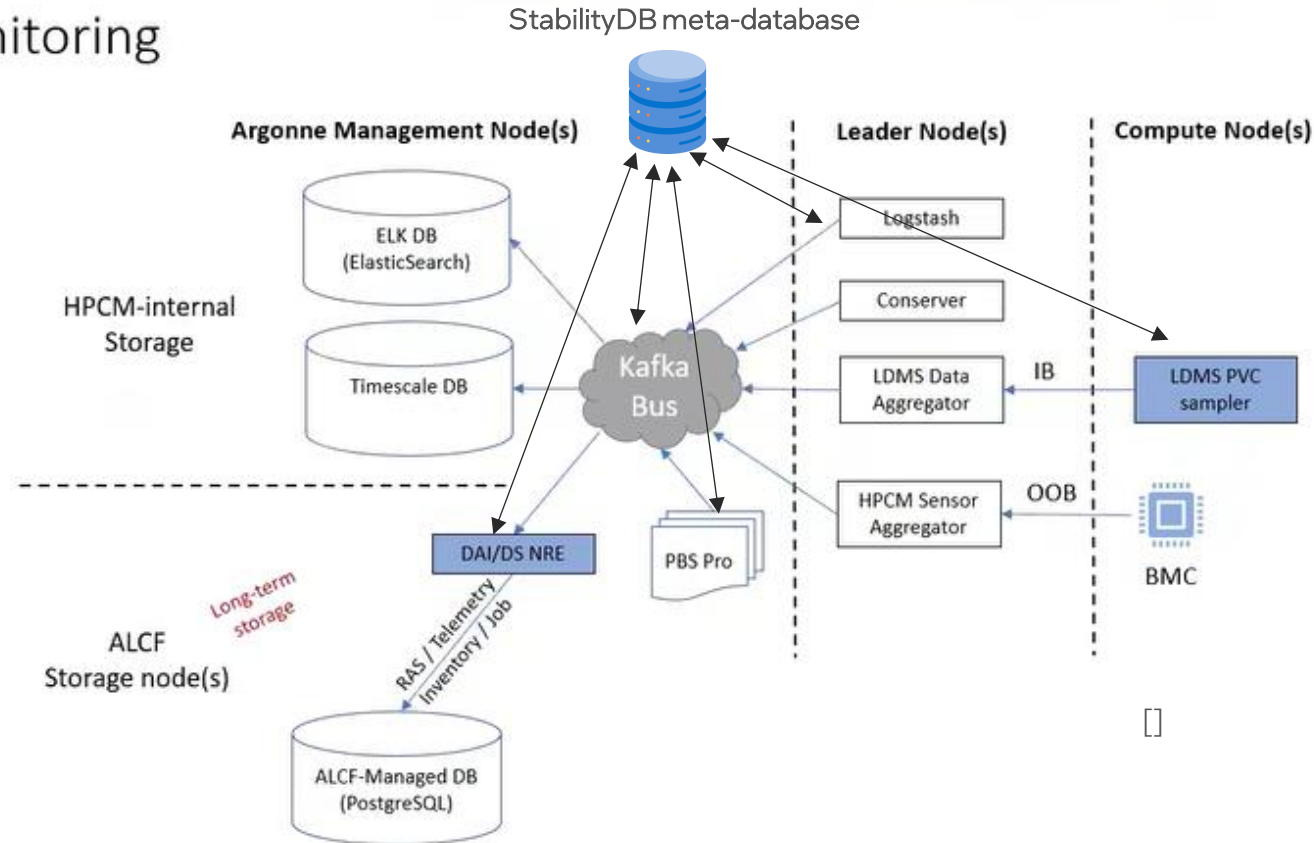 nitoring
StabilityDB meta-database
Argonne Management Node(s)
Leader Node(s)
Compute Node(s)
ELK DB
(ElasticSearch)
HPCM-internal
Storage
Timescale DB
Kafka
Bus
Logstash
Conserver
LDMS Data
Aggregator
IB
LDMS PVC
sampler
HPCM Sensor
Aggregator
OOB
BMC
DAI/DS NRE
PBS Pro
Long-term
storage
ALCF
Storage node(s)
RAS / Telemetry
Inventory / Job
ALCF-Managed DB
(PostgreSQL)
[]